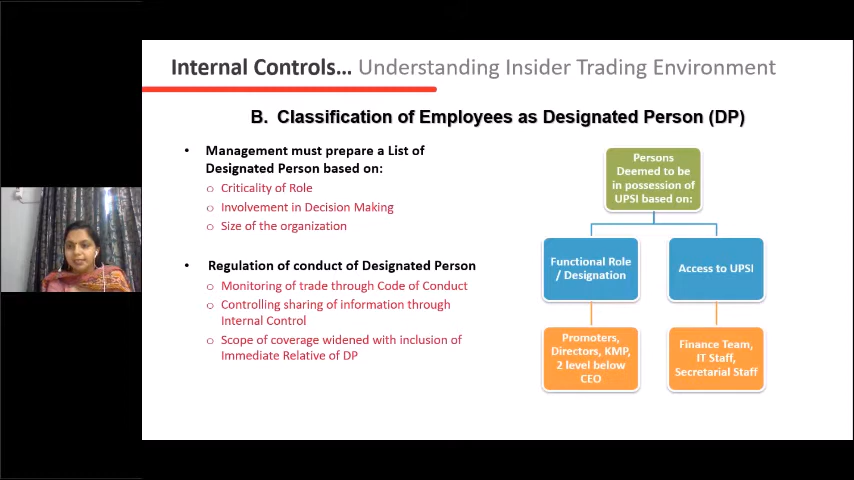 Internal Controls... Understanding Insider Trading Environment
B. Classification of Employees as Designated Person (DP)
• Management must prepare a List of
Designated Person based on:
o Criticality of Role
o Involvement in Decision Making
o Size of the organization
• Regulation of conduct of Designated Person
o Monitoring of trade through Code of Conduct
o Controlling sharing of information through
Internal Control
o Scope of coverage widened with inclusion of
Immediate Relative of DP
Persons
Deemed to be
in possession of
UPSI based on:
Functional Role
/ Designation
Access to UPSI
Promoters,
Directors, KMP,
2 level below
CEO
Finance Team,
IT Staff,
Secretarial Staff